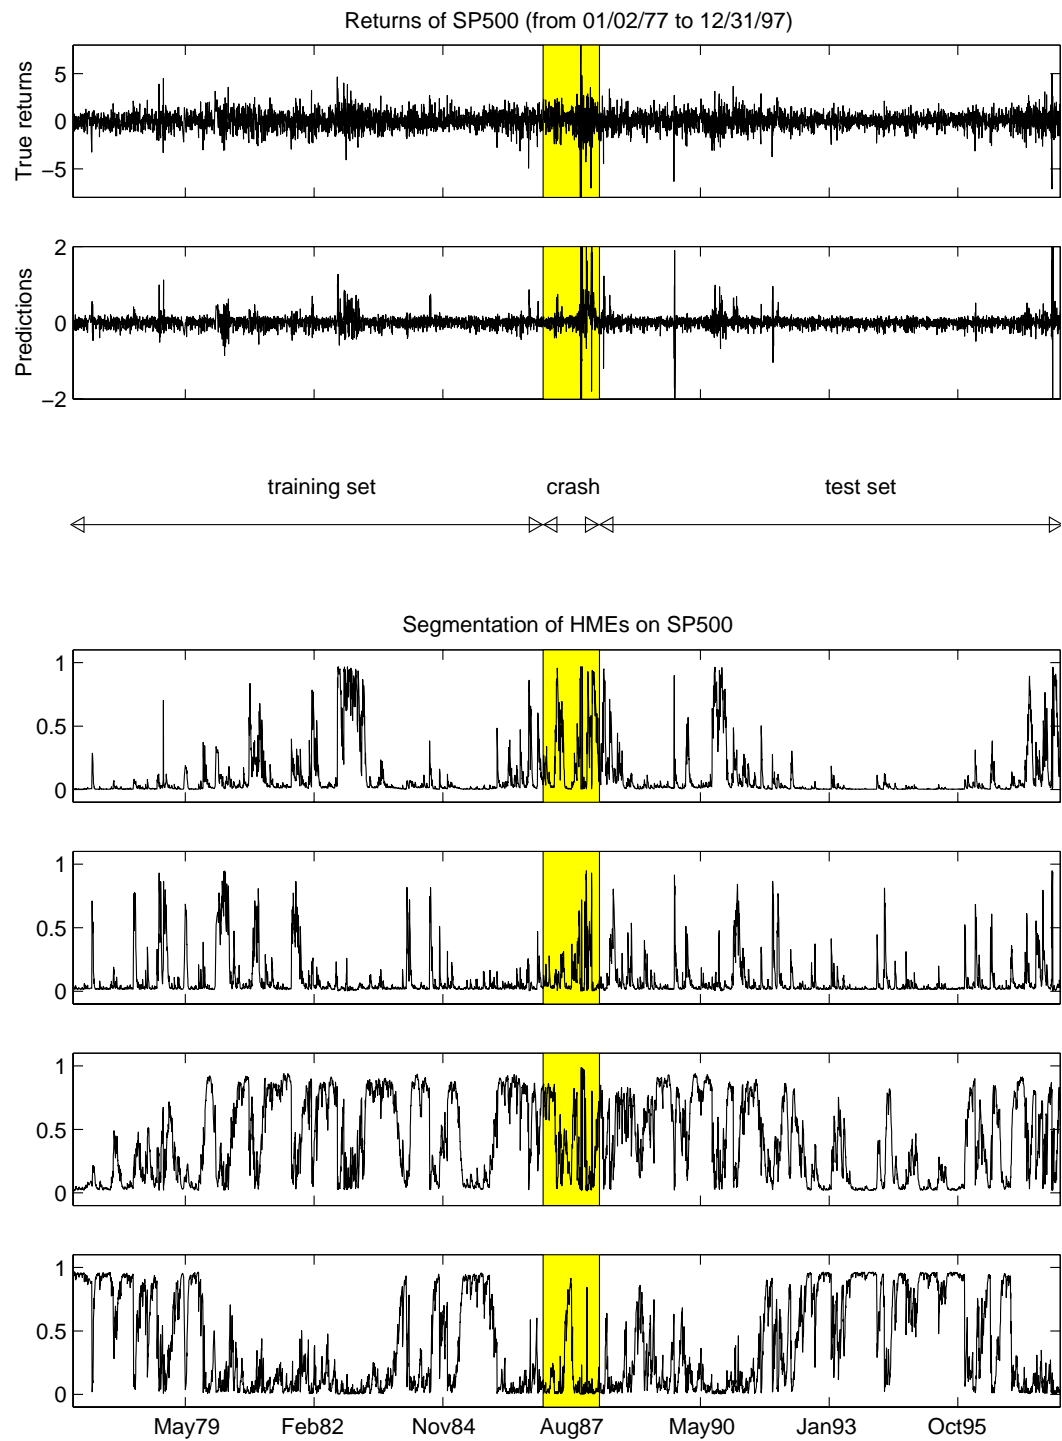 Returns of SP500 (from 01/02/77 to 12/31/97)
True returns
5
0
−5
Predictions
2
0
−2
training set
crash
test set
Segmentation of HMEs on SP500
1
0.5
0
1
0.5
0
1
0.5
0
1
0.5
0
May79
Feb82
Nov84
Aug87
May90
Jan93
Oct95